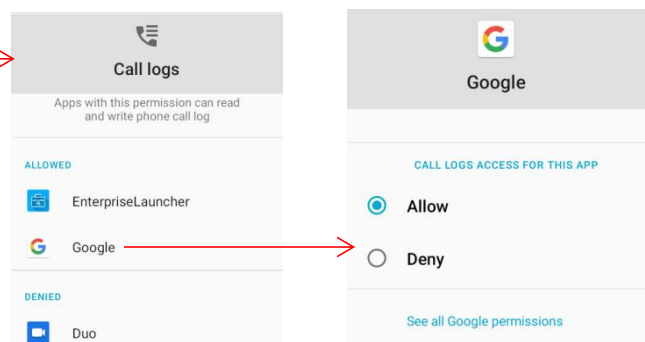 Call logs
Apps with this permission can read
and write phone call log
ALLOWED
EnterpriseLauncher
Google
DENIED
Duo
Google
CALL LOGS ACCESS FOR THIS APP
Allow
Deny
See all Google permissions